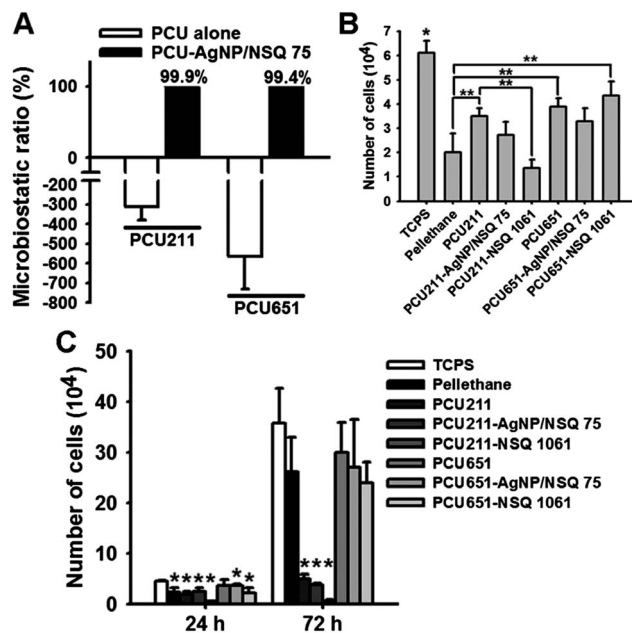 A
PCU alone
PCU-AgNP/NSQ 75
Microbiostatic ratio (%)
100
0
-200
-300
-400
-500
-600
-700
-800
99.9%
99.4%
PCU211
PCU651
B
Number of cells (10⁴)
7
6
5
4
3
2
1
0
*
**
**
**
**
TCPS
Pellethane
PCU211
PCU211-AgNP/NSQ 75
PCU211-NSQ 1061
PCU651
PCU651-AgNP/NSQ 75
PCU651-NSQ 1061
C
Number of cells (10⁴)
50
40
30
20
10
0
****
*
*
***
24 h
72 h
TCPS
Pellethane
PCU211
PCU211-AgNP/NSQ 75
PCU211-NSQ 1061
PCU651
PCU651-AgNP/NSQ 75
PCU651-NSQ 1061